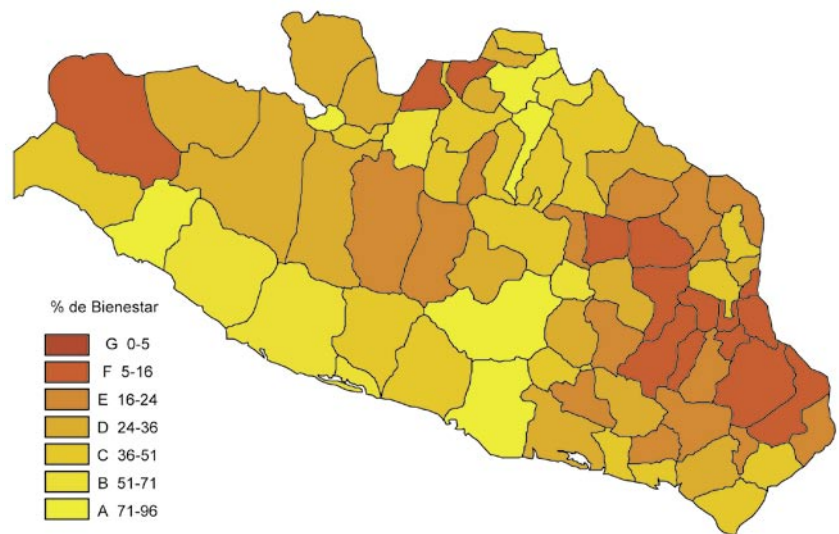 % de Bienestar
G 0-5
F 5-16
E 16-24
D 24-36
C 36-51
B 51-71
A 71-96